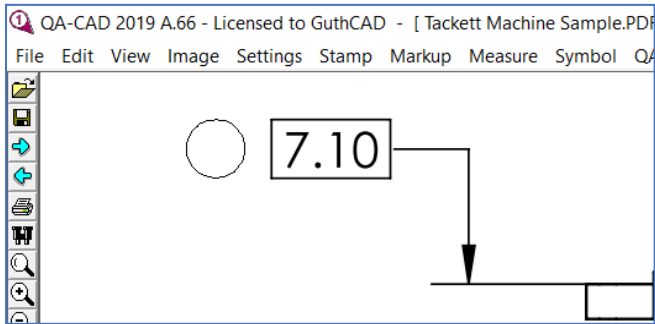 QA-CAD 2019 A.66 - Licensed to GuthCAD - [ Tackett Machine Sample.PDF
File Edit View Image Settings Stamp Markup Measure Symbol QA
7.10